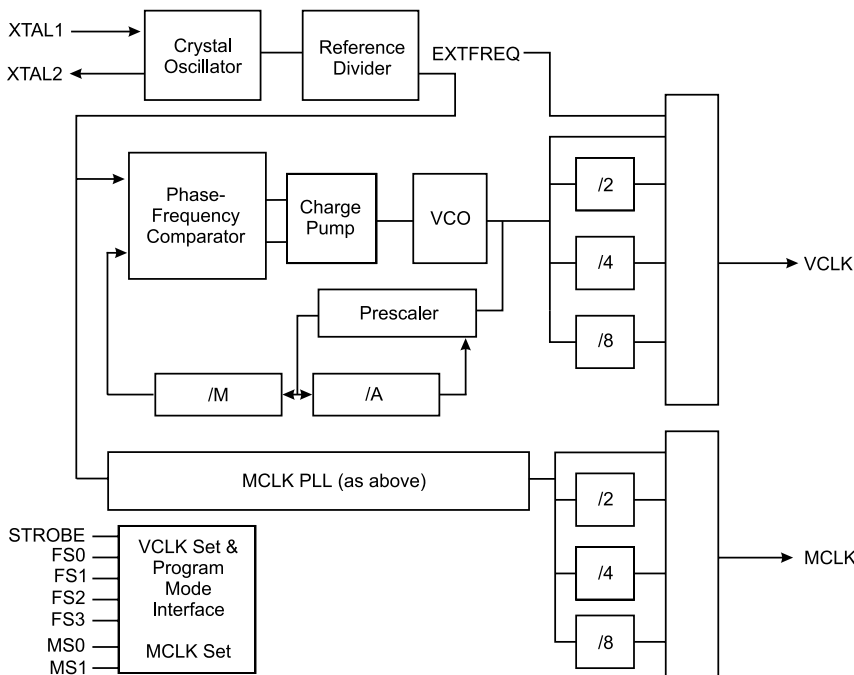 XTAL1
XTAL2
Crystal
Oscillator
Reference
Divider
EXTFREQ
Phase-
Frequency
Comparator
Charge
Pump
VCO
/2
/4
/8
VCLK
Prescaler
/M
/A
MCLK PLL (as above)
/2
/4
/8
MCLK
STROBE
FS0
FS1
FS2
FS3
MS0
MS1
VCLK Set &
Program
Mode
Interface
MCLK Set